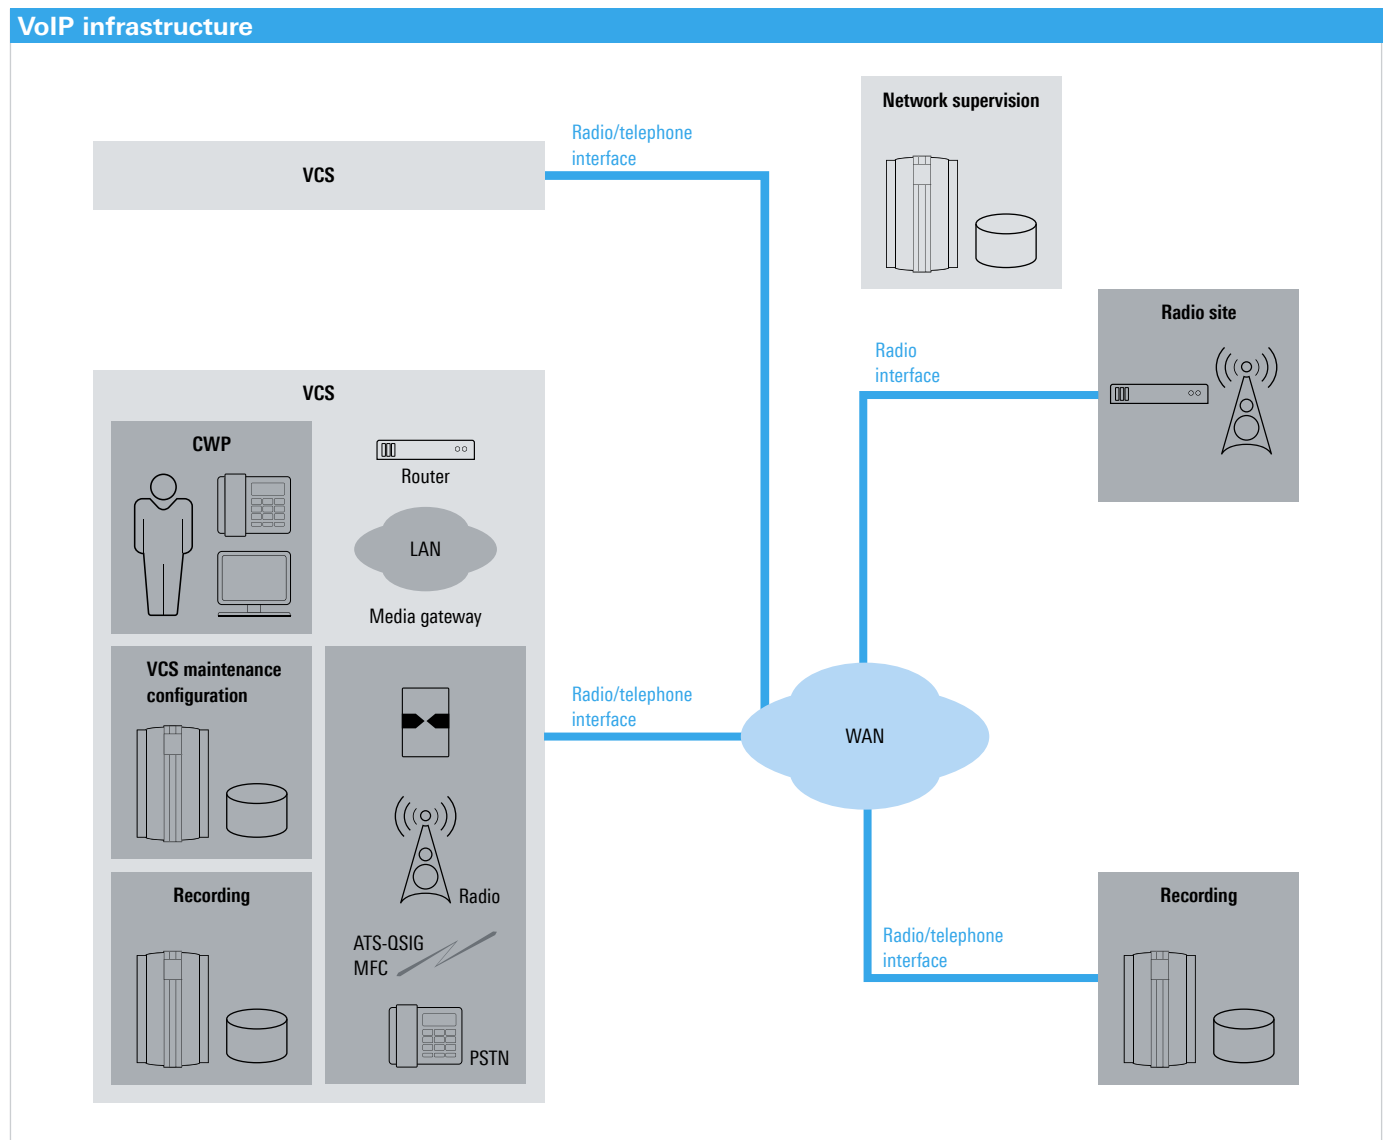 VoIP infrastructure
Network supervision
Radio/telephone
interface
VCS
Radio site
Radio
interface
VCS
CWP
Router
LAN
Media gateway
VCS maintenance
configuration
Radio/telephone
interface
WAN
Recording
Radio
ATS-QSIG
MFC
PSTN
Radio/telephone
interface
Recording